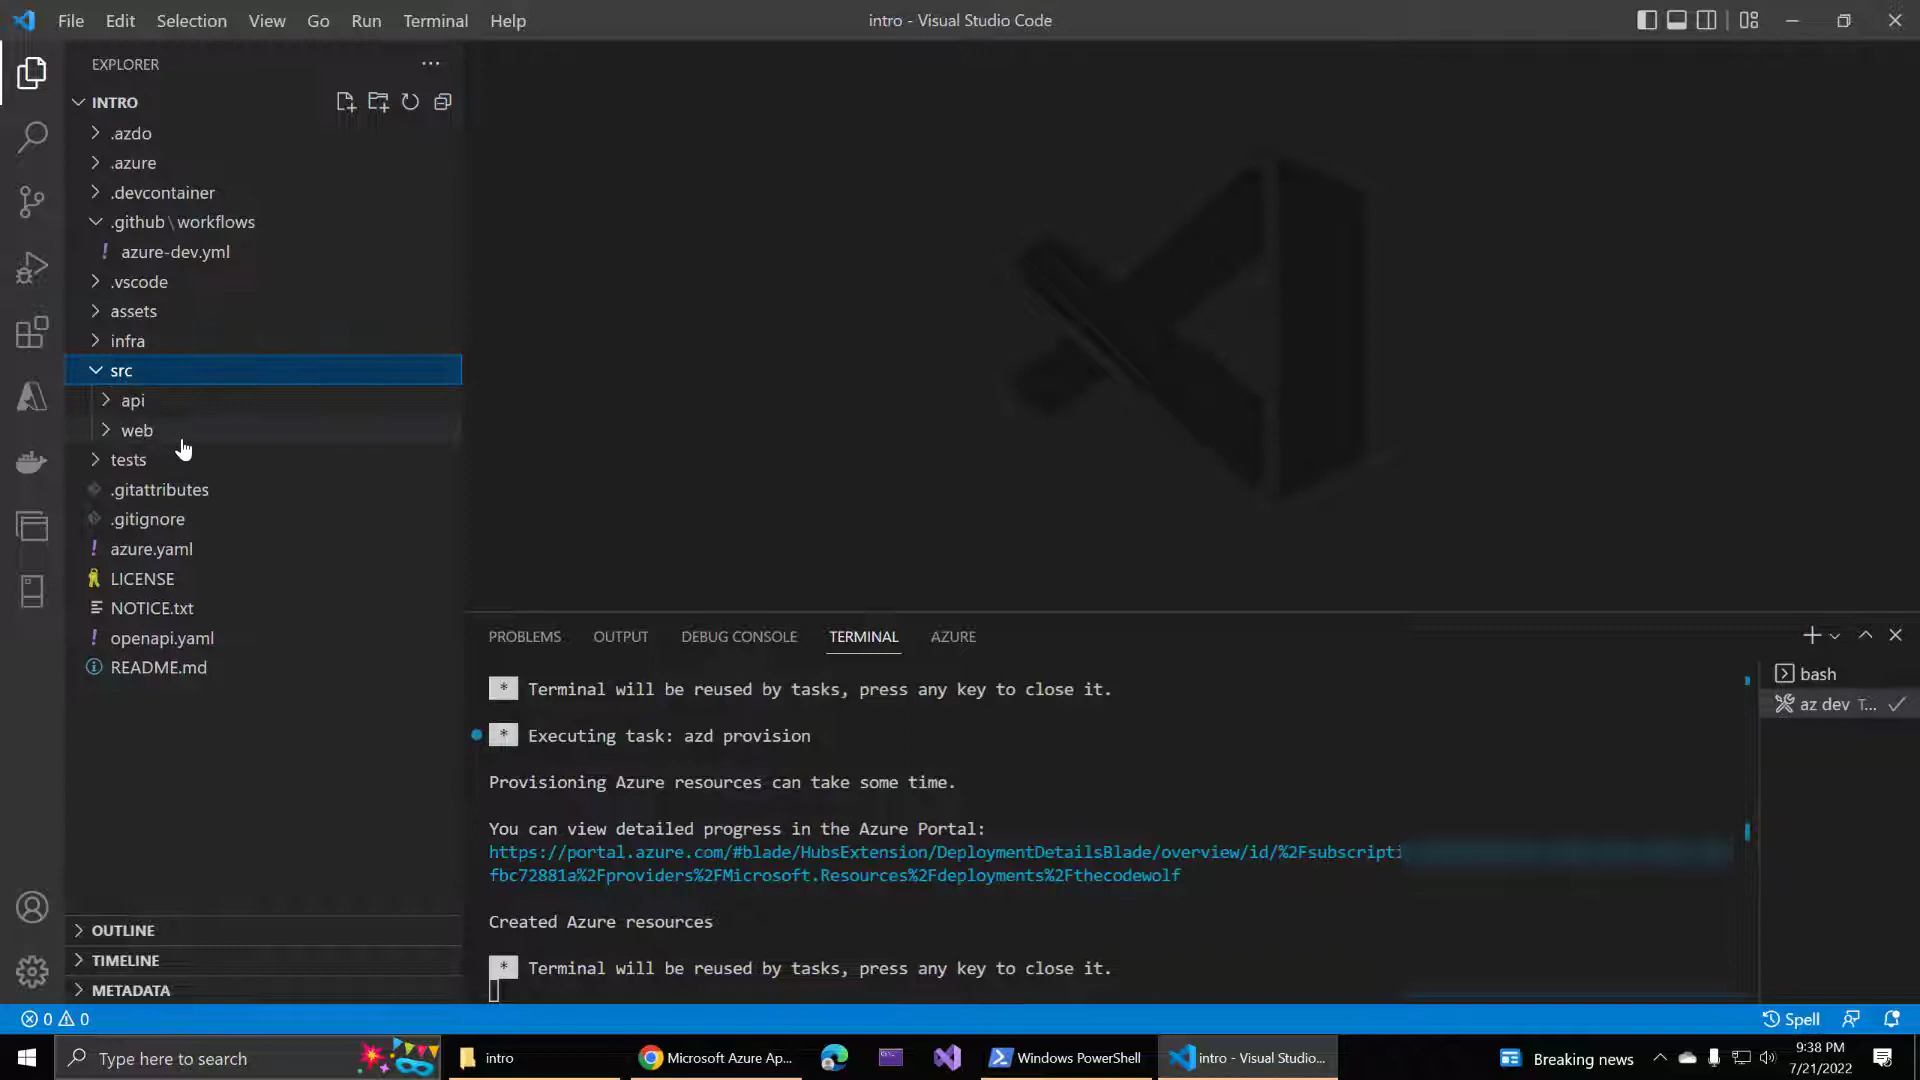 File Edit Selection View Go Run Terminal Help
intro - Visual Studio Code
EXPLORER
INTRO
.azdo
.azure
.devcontainer
.github\workflows
azure-dev.yml
.vscode
assets
infra
src
api
web
tests
.gitattributes
.gitignore
azure.yaml
LICENSE
NOTICE.txt
openapi.yaml
README.md
OUTLINE
TIMELINE
METADATA
PROBLEMS OUTPUT DEBUG CONSOLE TERMINAL AZURE
* Terminal will be reused by tasks, press any key to close it.
* Executing task: azd provision
Provisioning Azure resources can take some time.
You can view detailed progress in the Azure Portal:
https://portal.azure.com/#blade/HubsExtension/DeploymentDetailsBlade/overview/id/%2Fsubscripti
fbc72881a%2Fproviders%2FMicrosoft.Resources%2Fdeployments%2Fthecodewolf
Created Azure resources
* Terminal will be reused by tasks, press any key to close it.
bash
az dev T...
0 0
Spell
Type here to search
intro
Microsoft Azure Ap...
Windows PowerShell
intro - Visual Studio...
Breaking news
9:38 PM
7/21/2022